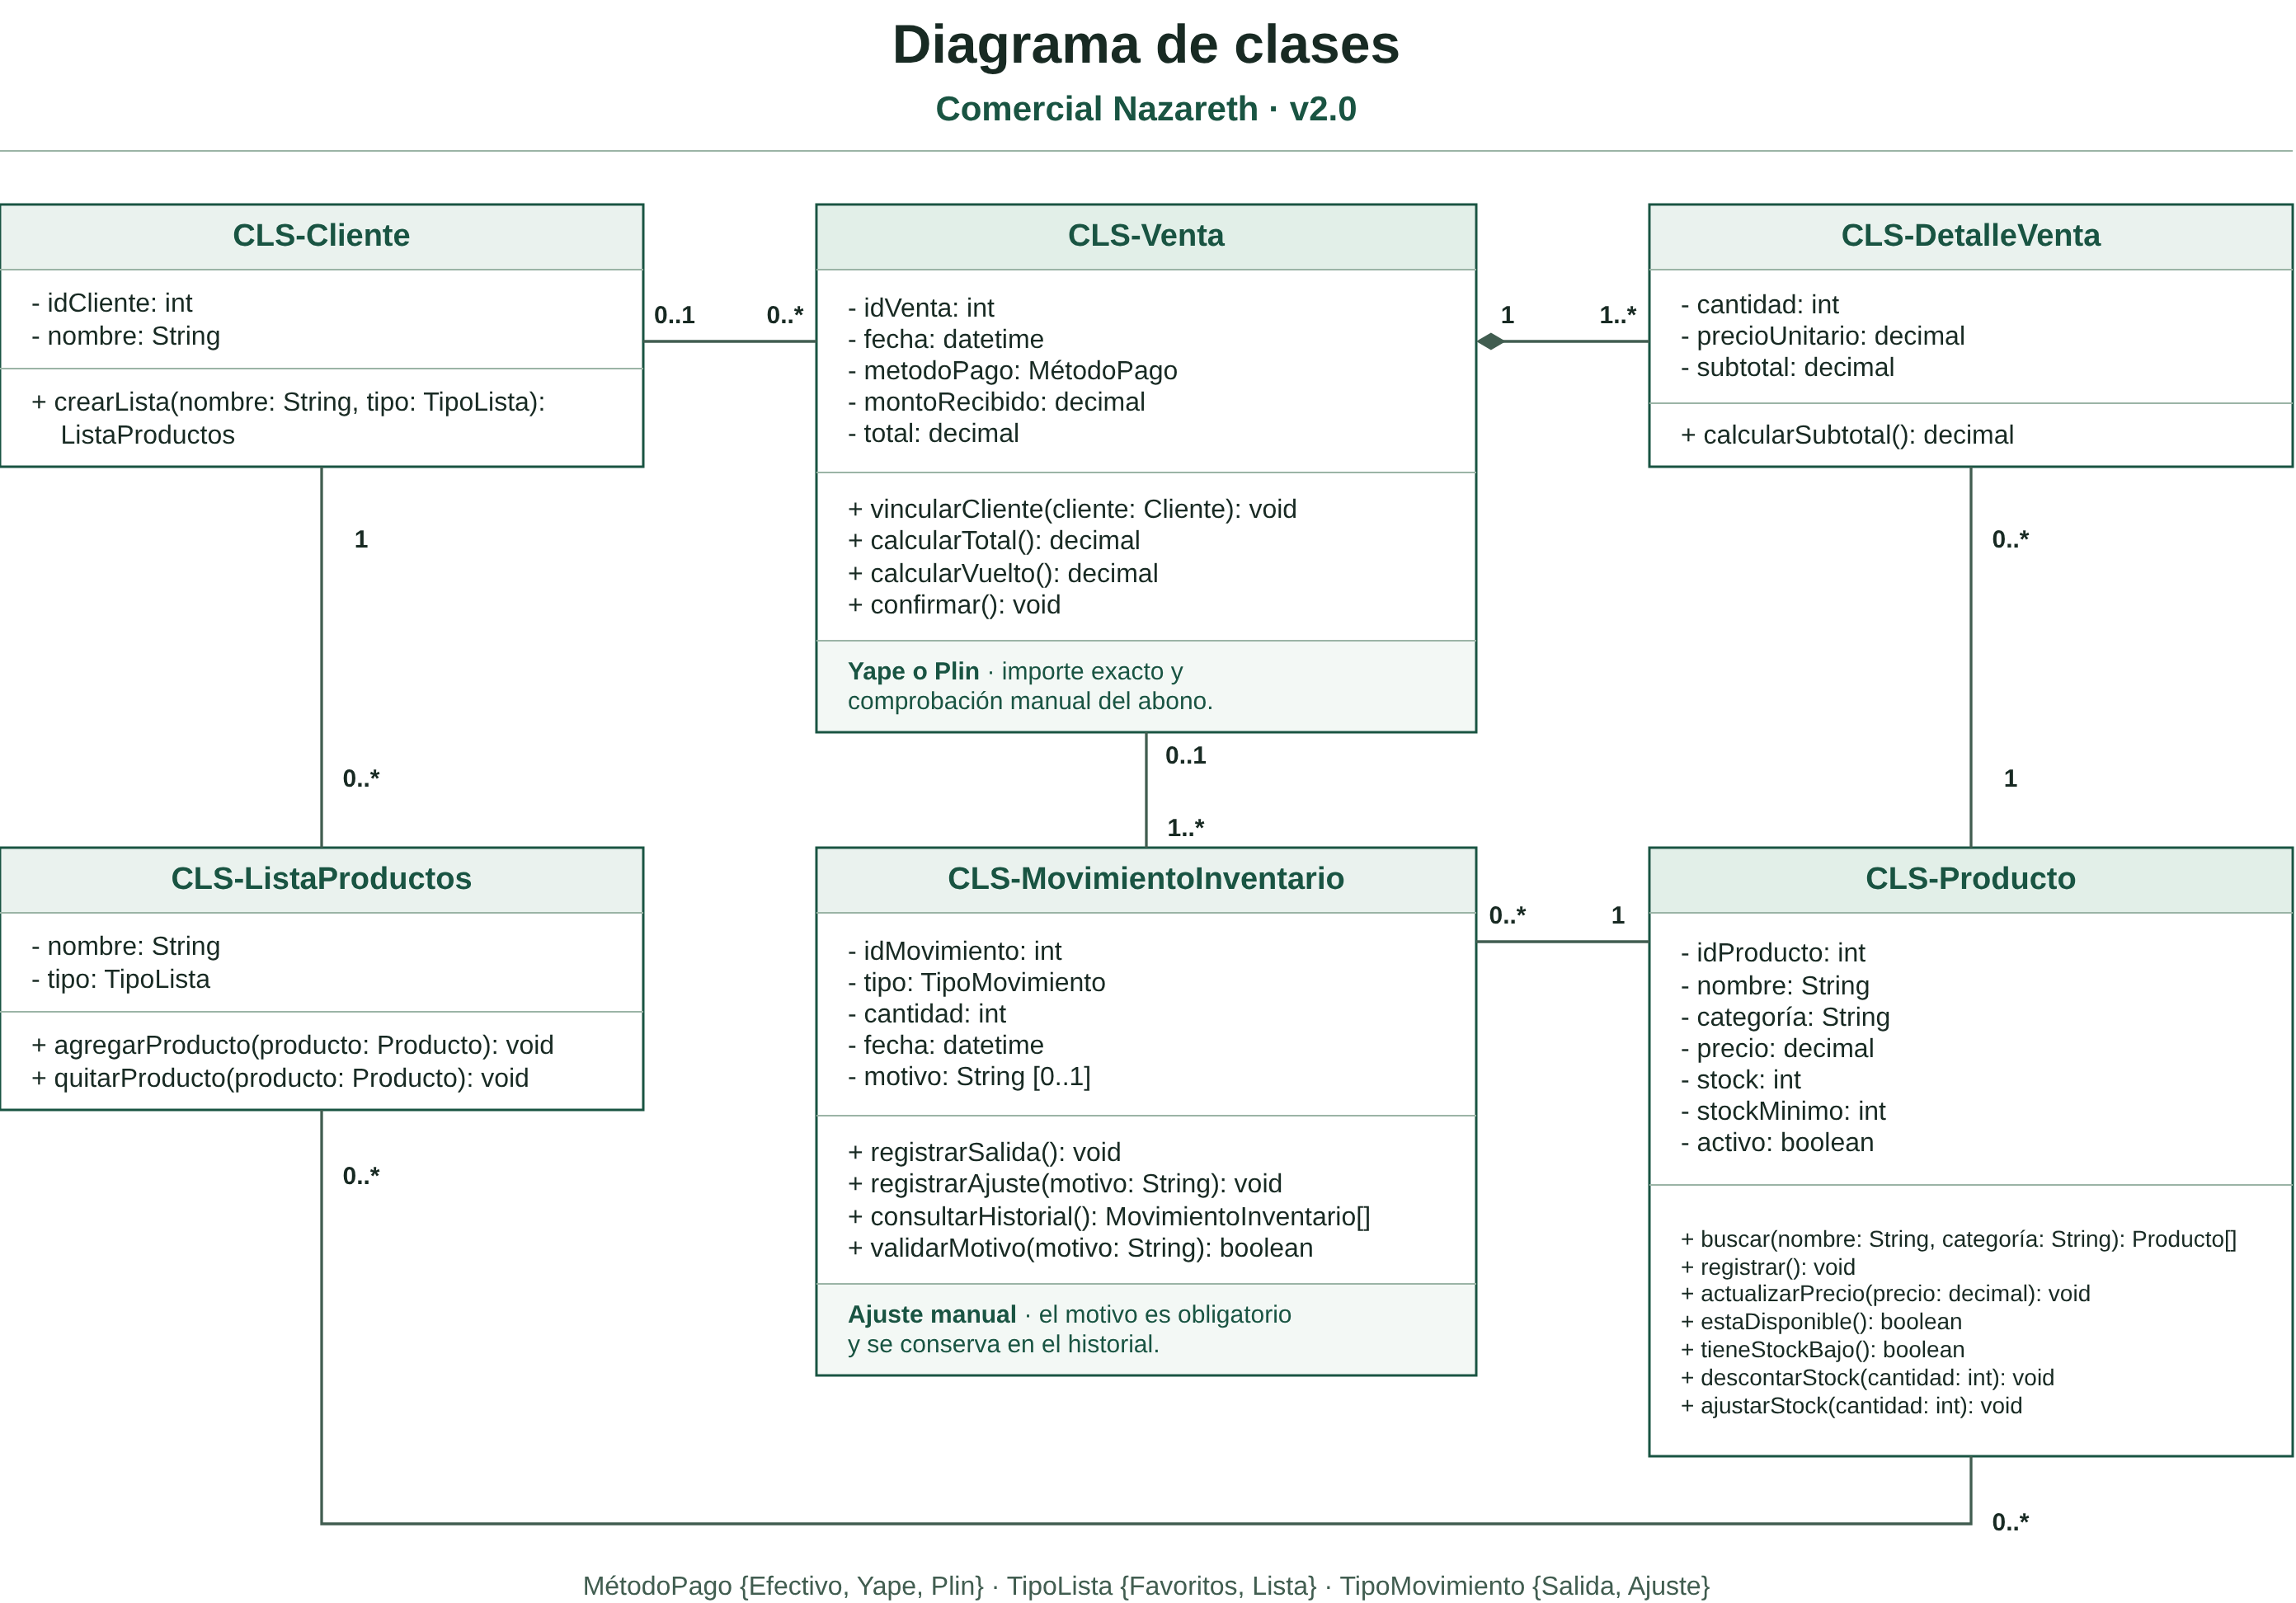 Diagrama de clases
Comercial Nazareth · v2.0
CLS-Cliente
- idCliente: int
- nombre: String
+ crearLista(nombre: String, tipo: TipoLista):
ListaProductos
0..1
0..*
CLS-Venta
- idVenta: int
- fecha: datetime
- metodoPago: MétodoPago
- montoRecibido: decimal
- total: decimal
+ vincularCliente(cliente: Cliente): void
+ calcularTotal(): decimal
+ calcularVuelto(): decimal
+ confirmar(): void
Yape o Plin · importe exacto y
comprobación manual del abono.
1
1..*
CLS-DetalleVenta
- cantidad: int
- precioUnitario: decimal
- subtotal: decimal
+ calcularSubtotal(): decimal
1
0..*
0..1
1..*
0..*
1
CLS-ListaProductos
- nombre: String
- tipo: TipoLista
+ agregarProducto(producto: Producto): void
+ quitarProducto(producto: Producto): void
0..*
CLS-MovimientoInventario
- idMovimiento: int
- tipo: TipoMovimiento
- cantidad: int
- fecha: datetime
- motivo: String [0..1]
+ registrarSalida(): void
+ registrarAjuste(motivo: String): void
+ consultarHistorial(): MovimientoInventario[]
+ validarMotivo(motivo: String): boolean
Ajuste manual · el motivo es obligatorio
y se conserva en el historial.
0..*
1
CLS-Producto
- idProducto: int
- nombre: String
- categoría: String
- precio: decimal
- stock: int
- stockMinimo: int
- activo: boolean
+ buscar(nombre: String, categoría: String): Producto[]
+ registrar(): void
+ actualizarPrecio(precio: decimal): void
+ estaDisponible(): boolean
+ tieneStockBajo(): boolean
+ descontarStock(cantidad: int): void
+ ajustarStock(cantidad: int): void
0..*
MétodoPago {Efectivo, Yape, Plin} · TipoLista {Favoritos, Lista} · TipoMovimiento {Salida, Ajuste}